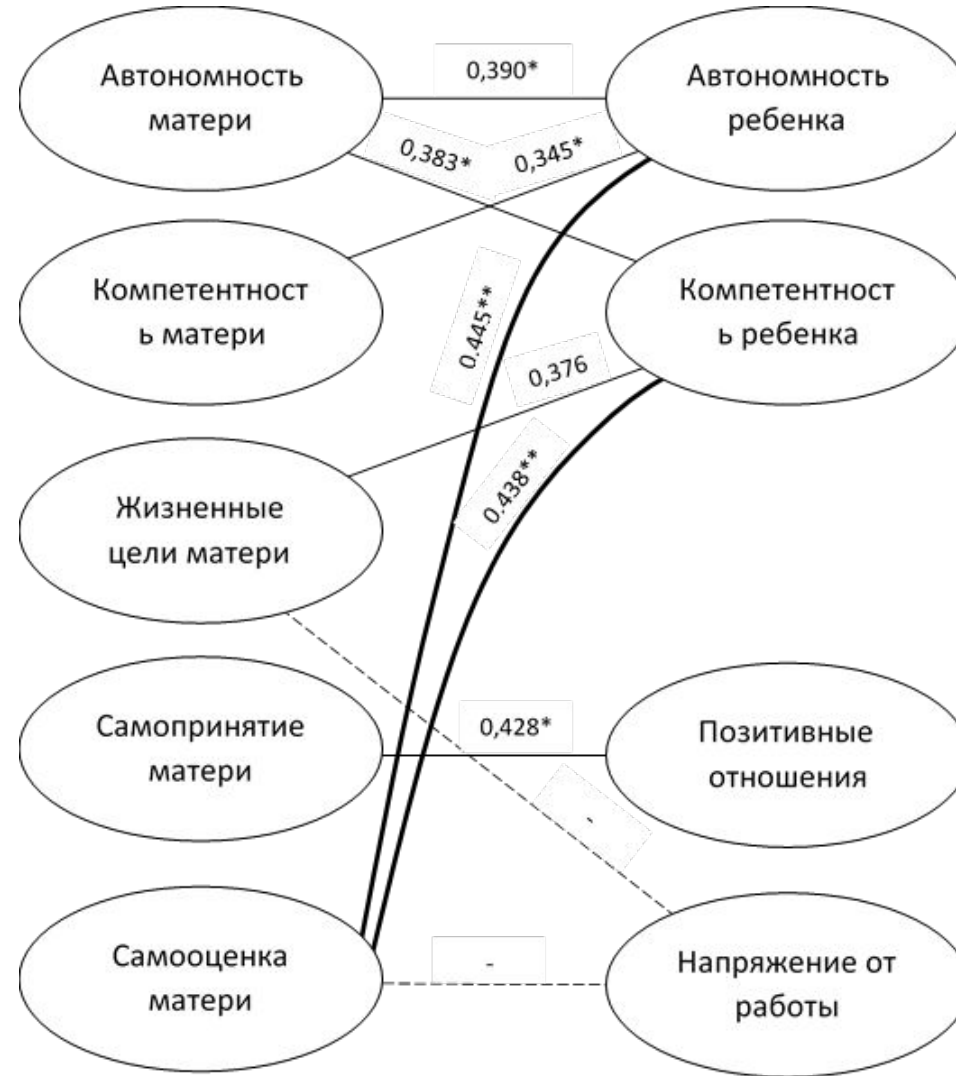 Автономность
матери
0,390*
Автономность
ребенка
0,383*
0,345*
Компетентност
ь матери
0.445**
Компетентност
ь ребенка
0,376
0.438**
Жизненные
цели матери
Самопринятие
матери
0,428*
Позитивные
отношения
-
Самооценка
матери
-
Напряжение от
работы